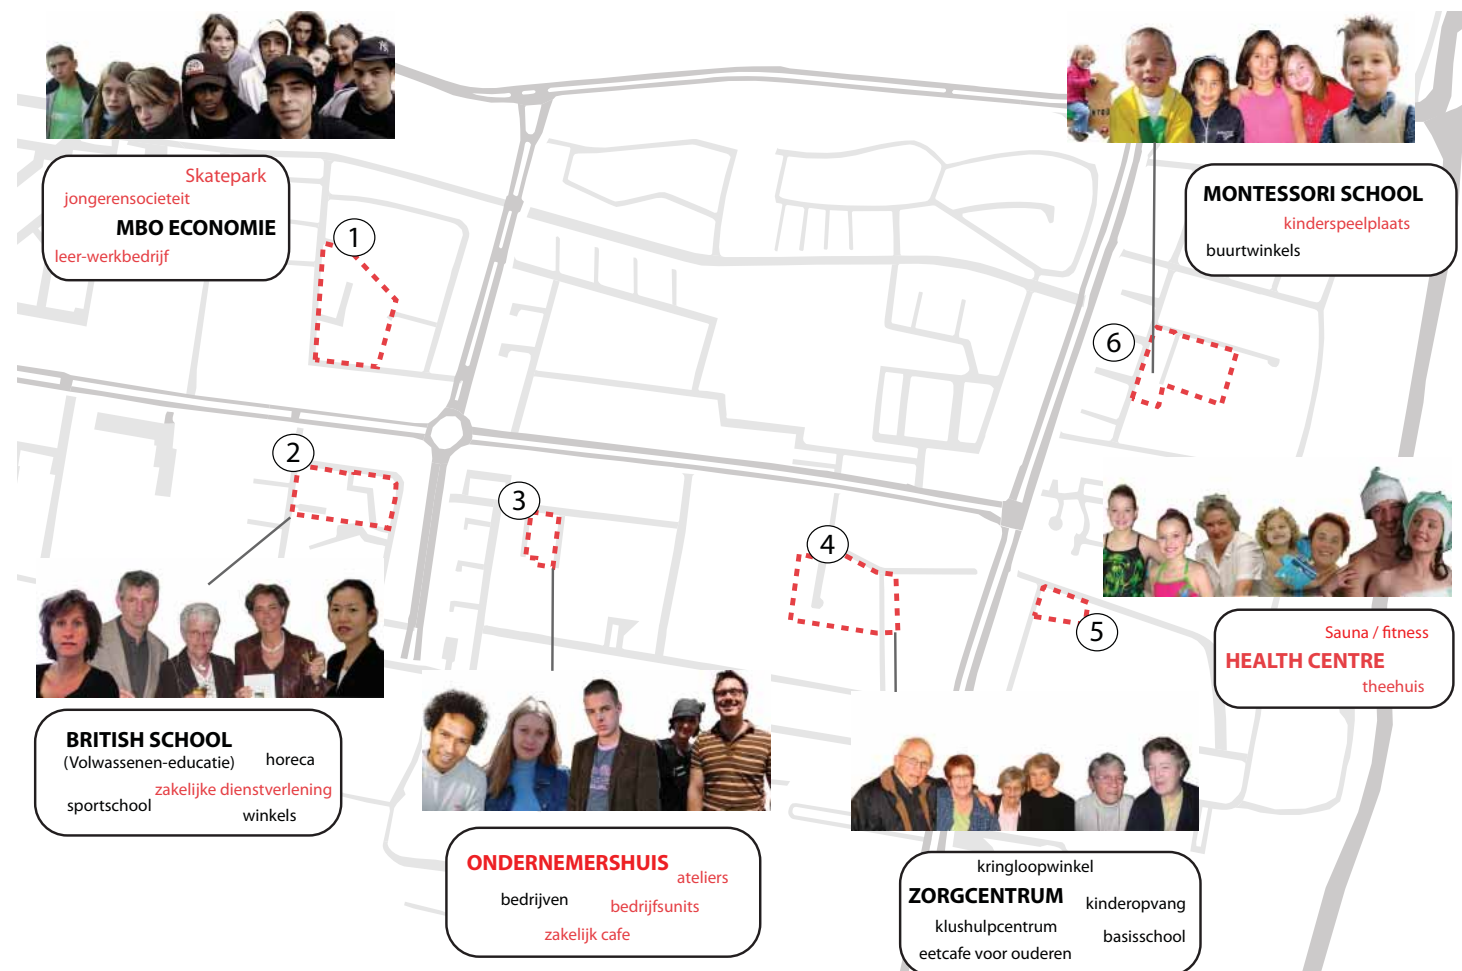 Skatepark
jongerensocieteit
MBO ECONOMIE
leer-werkbedrijf
1
MONTESSORI SCHOOL
kinderspeelplaats
buurtwinkels
6
2
3
4
5
Sauna / fitness
HEALTH CENTRE
theehuis
BRITISH SCHOOL
(Volwassenen-educatie) horeca
zakelijke dienstverlening
sportschool
winkels
ONDERNEMERSHUIS
ateliers
bedrijven
bedrijfsunits
zakelijk cafe
kringloopwinkel
ZORGCENTRUM
kinderopvang
klushulpcentrum
basisschool
eetcafe voor ouderen